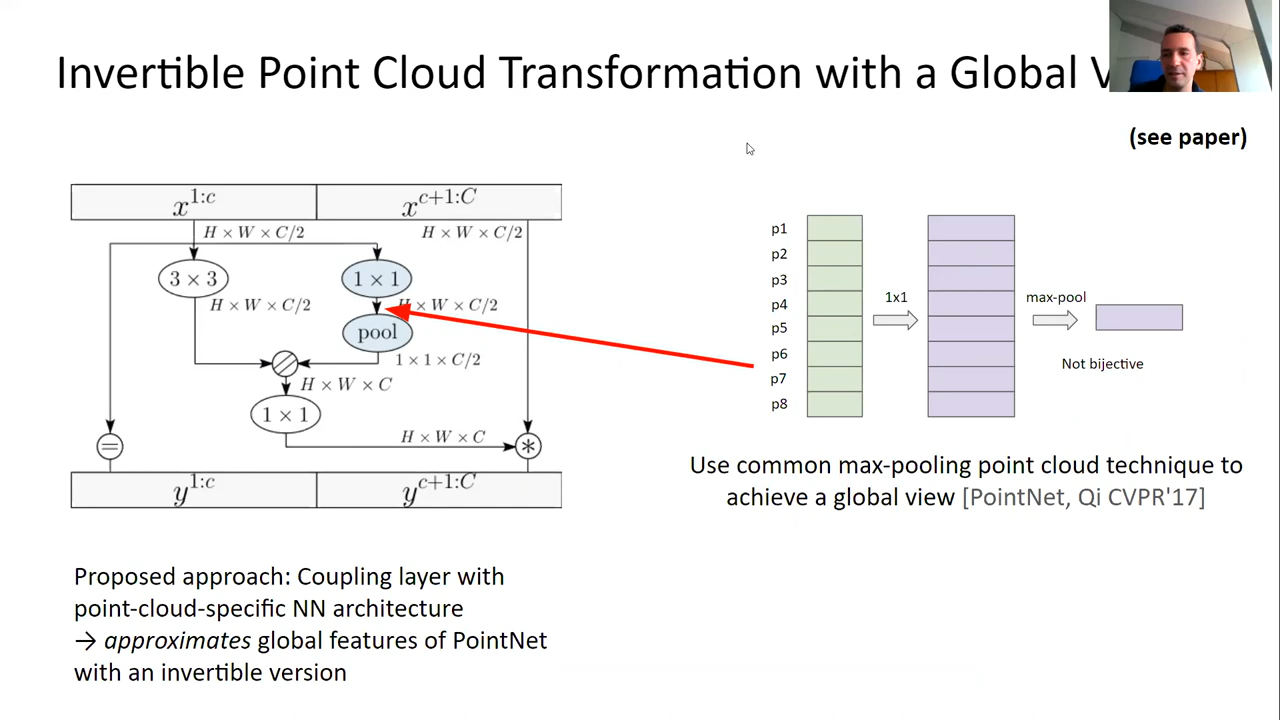 Invertible Point Cloud Transformation with a Global
(see paper)
x^{1:c} x^{c+1:C}
H × W × C/2 H × W × C/2
3 × 3 1 × 1
H × W × C/2 H × W × C/2
pool
1 × 1 × C/2
H × W × C
1 × 1
H × W × C
= *
y^{1:c} y^{c+1:C}
p1
p2
p3
p4
p5
p6
p7
p8
1x1
max-pool
Not bijective
Use common max-pooling point cloud technique to
achieve a global view [PointNet, Qi CVPR'17]
Proposed approach: Coupling layer with
point-cloud-specific NN architecture
→ approximates global features of PointNet
with an invertible version